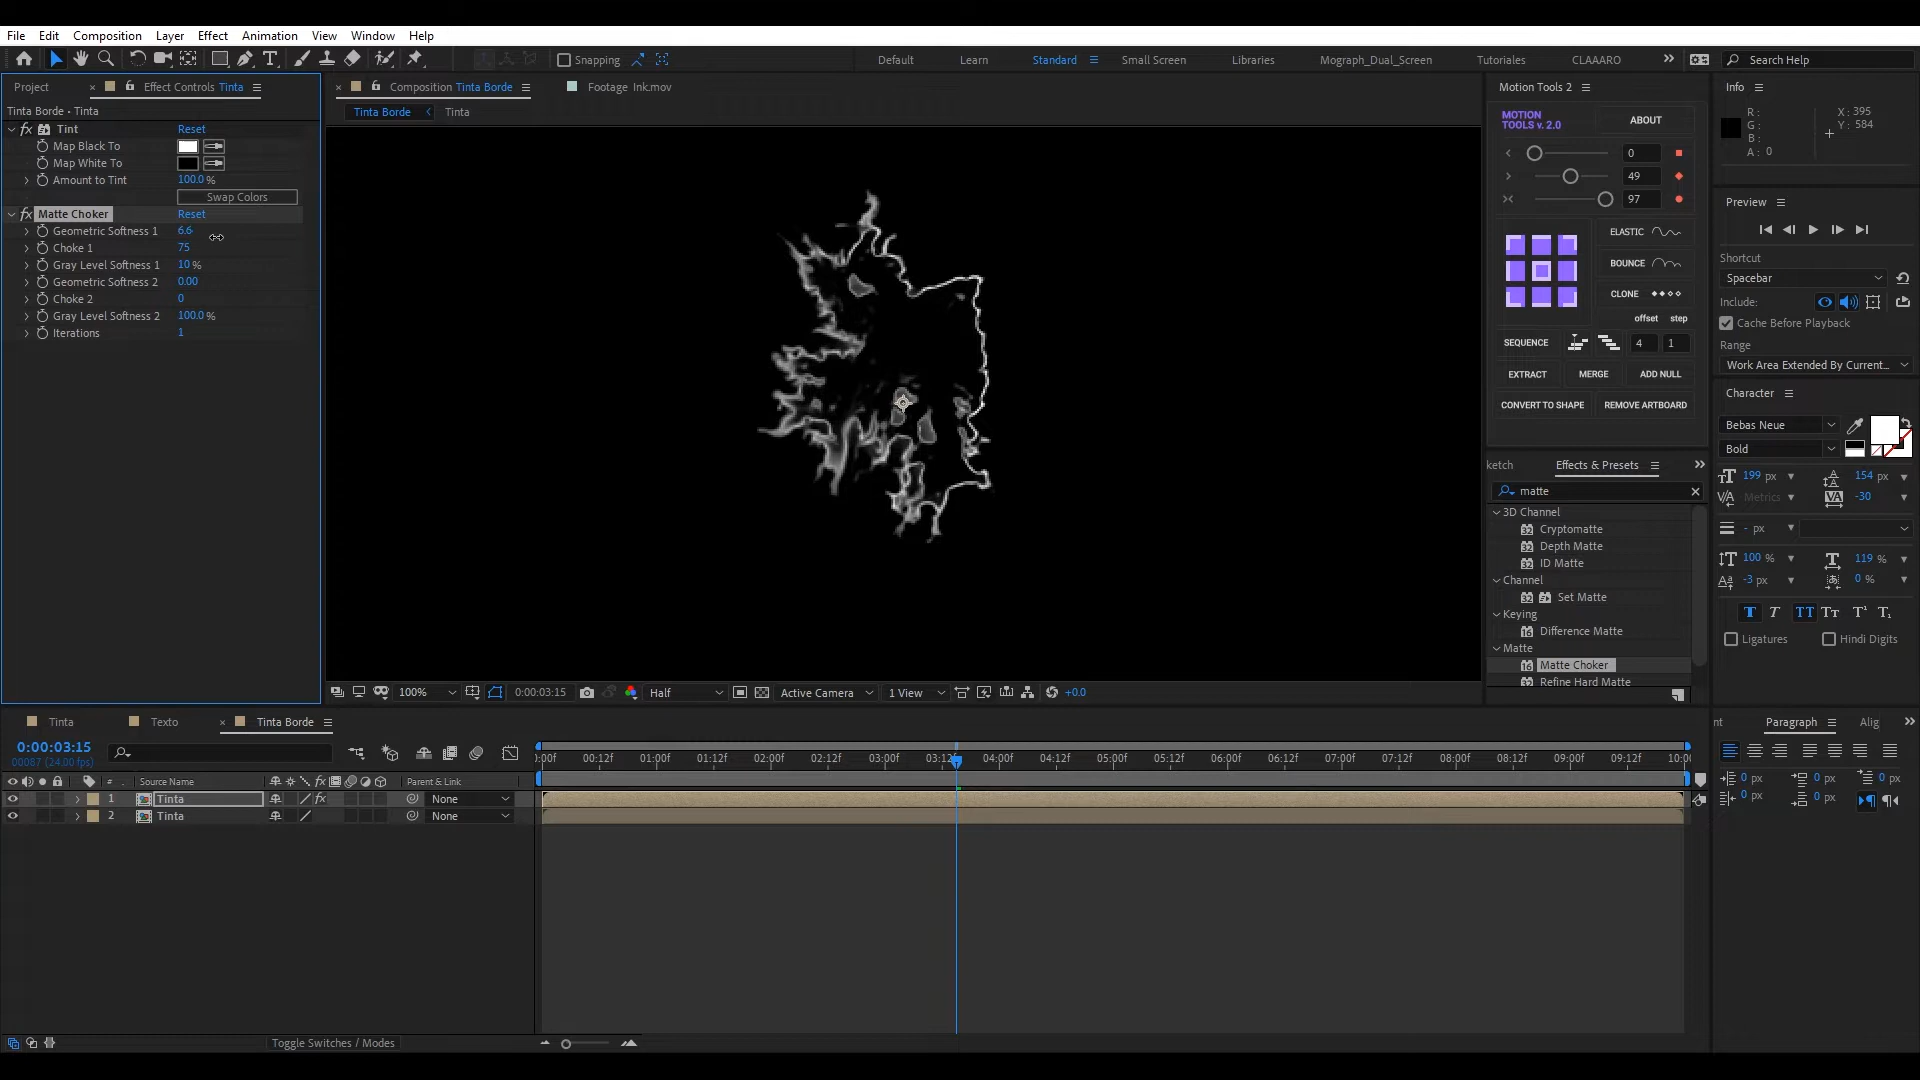 File Edit Composition Layer Effect Animation View Window Help
Snapping
Default Learn Standard Small Screen Libraries Mograph_Dual_Screen Tutoriales CLAAARO
Search Help
Project
Effect Controls Tinta
Tinta Borde • Tinta
fx Tint Reset
Map Black To
Map White To
Amount to Tint 100.0 %
Swap Colors
fx Matte Choker Reset
Geometric Softness 1 6.6
Choke 1 75
Gray Level Softness 1 10 %
Geometric Softness 2 0.00
Choke 2 0
Gray Level Softness 2 100.0 %
Iterations 1
Composition Tinta Borde
Footage Ink.mov
Tinta Borde Tinta
100% 0:00:03:15 Half Active Camera 1 View +0.0
Motion Tools 2
MOTION
TOOLS v. 2.0
ABOUT
0
49
97
ELASTIC
BOUNCE
CLONE
offset step
SEQUENCE 4 1
EXTRACT MERGE ADD NULL
CONVERT TO SHAPE REMOVE ARTBOARD
ketch Effects & Presets
matte
3D Channel
Cryptomatte
Depth Matte
ID Matte
Channel
Set Matte
Keying
Difference Matte
Matte
Matte Choker
Refine Hard Matte
Info
R :
G :
B :
A : 0
X : 395
Y : 584
Preview
Shortcut
Spacebar
Include:
Cache Before Playback
Range
Work Area Extended By Current...
Character
Bebas Neue
Bold
199 px 154 px
Metrics -30
- px
100 % 119 %
-3 px 0 %
T T TT Tт T¹ T₁
Ligatures Hindi Digits
nt Paragraph Alig
0 px 0 px 0 px
0 px 0 px
Tinta Texto Tinta Borde
0:00:03:15
00087 (24.00 fps)
:00f 00:12f 01:00f 01:12f 02:00f 02:12f 03:00f 03:12f 04:00f 04:12f 05:00f 05:12f 06:00f 06:12f 07:00f 07:12f 08:00f 08:12f 09:00f 09:12f 10:00
# Source Name fx Parent & Link
1 Tinta fx None
2 Tinta None
Toggle Switches / Modes